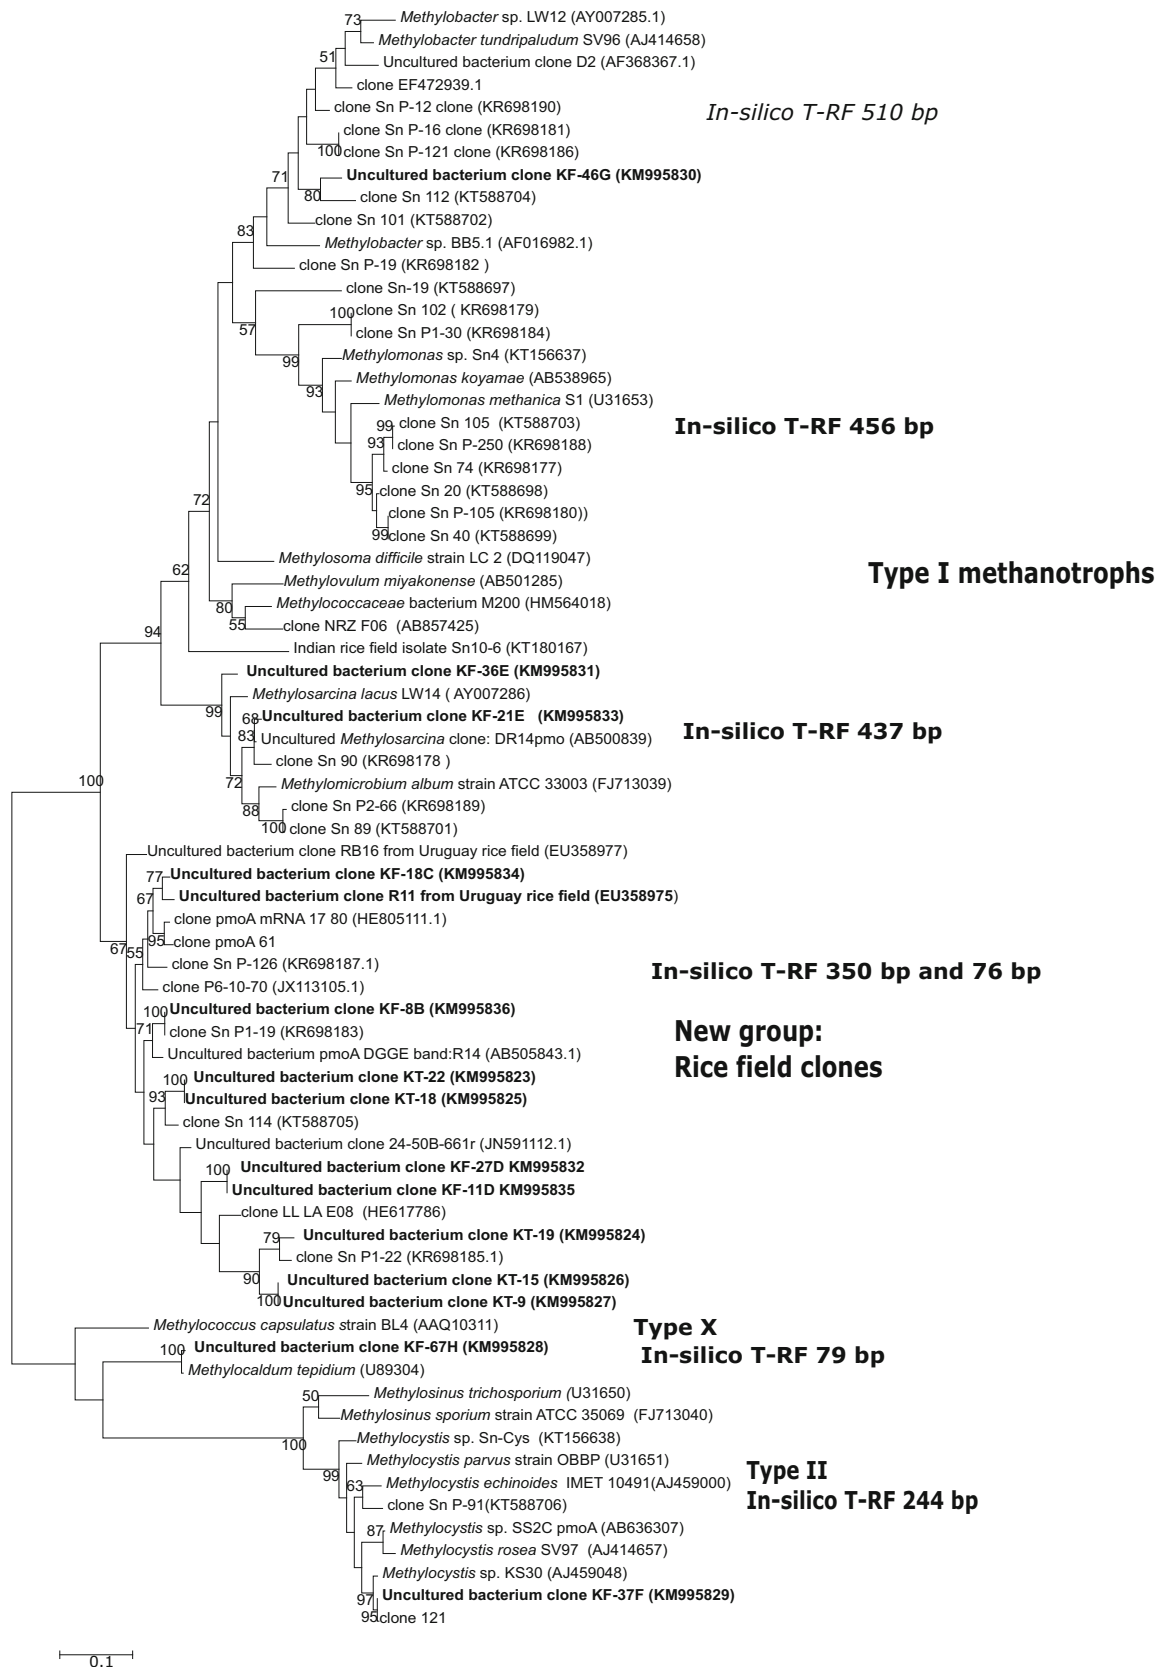 73
Methylobacter sp. LW12 (AY007285.1)
Methylobacter tundripaludum SV96 (AJ414658)
51
Uncultured bacterium clone D2 (AF368367.1)
clone EF472939.1
clone Sn P-12 clone (KR698190)
In-silico T-RF 510 bp
clone Sn P-16 clone (KR698181)
100
clone Sn P-121 clone (KR698186)
71
Uncultured bacterium clone KF-46G (KM995830)
80
clone Sn 112 (KT588704)
clone Sn 101 (KT588702)
83
Methylobacter sp. BB5.1 (AF016982.1)
clone Sn P-19 (KR698182 )
clone Sn-19 (KT588697)
57
100
clone Sn 102 ( KR698179)
clone Sn P1-30 (KR698184)
99
Methylomonas sp. Sn4 (KT156637)
93
Methylomonas koyamae (AB538965)
Methylomonas methanica S1 (U31653)
99
clone Sn 105 (KT588703)
In-silico T-RF 456 bp
93
clone Sn P-250 (KR698188)
clone Sn 74 (KR698177)
95
clone Sn 20 (KT588698)
72
clone Sn P-105 (KR698180))
99
clone Sn 40 (KT588699)
Methylosoma difficile strain LC 2 (DQ119047)
62
Type I methanotrophs
Methylovulum miyakonense (AB501285)
80
Methylococcaceae bacterium M200 (HM564018)
55
clone NRZ F06 (AB857425)
94
Indian rice field isolate Sn10-6 (KT180167)
Uncultured bacterium clone KF-36E (KM995831)
Methylosarcina lacus LW14 ( AY007286)
99
68
Uncultured bacterium clone KF-21E (KM995833)
83
Uncultured Methylosarcina clone: DR14pmo (AB500839)
In-silico T-RF 437 bp
clone Sn 90 (KR698178 )
72
Methylomicrobium album strain ATCC 33003 (FJ713039)
100
88
clone Sn P2-66 (KR698189)
100
clone Sn 89 (KT588701)
Uncultured bacterium clone RB16 from Uruguay rice field (EU358977)
77
Uncultured bacterium clone KF-18C (KM995834)
67
Uncultured bacterium clone R11 from Uruguay rice field (EU358975)
clone pmoA mRNA 17 80 (HE805111.1)
67
55
95
clone pmoA 61
clone Sn P-126 (KR698187.1)
In-silico T-RF 350 bp and 76 bp
clone P6-10-70 (JX113105.1)
100
Uncultured bacterium clone KF-8B (KM995836)
71
clone Sn P1-19 (KR698183)
New group:
Rice field clones
Uncultured bacterium pmoA DGGE band:R14 (AB505843.1)
100
Uncultured bacterium clone KT-22 (KM995823)
93
Uncultured bacterium clone KT-18 (KM995825)
clone Sn 114 (KT588705)
Uncultured bacterium clone 24-50B-661r (JN591112.1)
100
Uncultured bacterium clone KF-27D KM995832
Uncultured bacterium clone KF-11D KM995835
clone LL LA E08 (HE617786)
79
Uncultured bacterium clone KT-19 (KM995824)
clone Sn P1-22 (KR698185.1)
90
Uncultured bacterium clone KT-15 (KM995826)
100
Uncultured bacterium clone KT-9 (KM995827)
Methylococcus capsulatus strain BL4 (AAQ10311)
Type X
100
Uncultured bacterium clone KF-67H (KM995828)
In-silico T-RF 79 bp
Methylocaldum tepidium (U89304)
50
Methylosinus trichosporium (U31650)
Methylosinus sporium strain ATCC 35069 (FJ713040)
100
Methylocystis sp. Sn-Cys (KT156638)
99
Methylocystis parvus strain OBBP (U31651)
63
Methylocystis echinoides IMET 10491(AJ459000)
Type II
In-silico T-RF 244 bp
clone Sn P-91(KT588706)
87
Methylocystis sp. SS2C pmoA (AB636307)
Methylocystis rosea SV97 (AJ414657)
Methylocystis sp. KS30 (AJ459048)
97
Uncultured bacterium clone KF-37F (KM995829)
95
clone 121
0.1